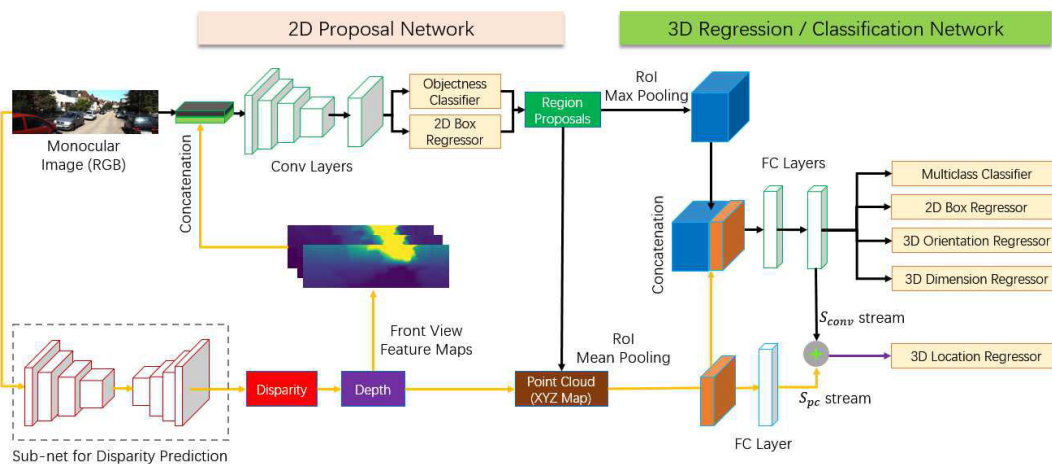 2D Proposal Network
3D Regression / Classification Network
Monocular
Image (RGB)
Concatenation
Conv Layers
Objectness
Classifier
2D Box
Regressor
Region
Proposals
RoI
Max Pooling
Concatenation
FC Layers
Multiclass Classifier
2D Box Regressor
3D Orientation Regressor
3D Dimension Regressor
Front View
Feature Maps
RoI
Mean Pooling
S_conv stream
3D Location Regressor
Disparity
Depth
Point Cloud
(XYZ Map)
S_pc stream
FC Layer
Sub-net for Disparity Prediction